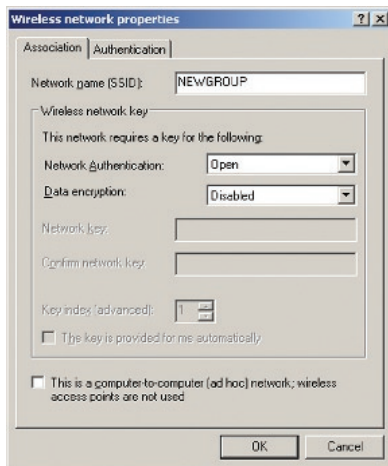 Wireless network properties
Association
Authentication
Network name (SSID):
NEWGROUP
Wireless network key
This network requires a key for the following:
Network Authentication:
Open
Data encryption:
Disabled
Network key:
Confirm network key:
Key index (advanced):
1
The key is provided for me automatically
This is a computer-to-computer (ad hoc) network; wireless
access points are not used
OK
Cancel